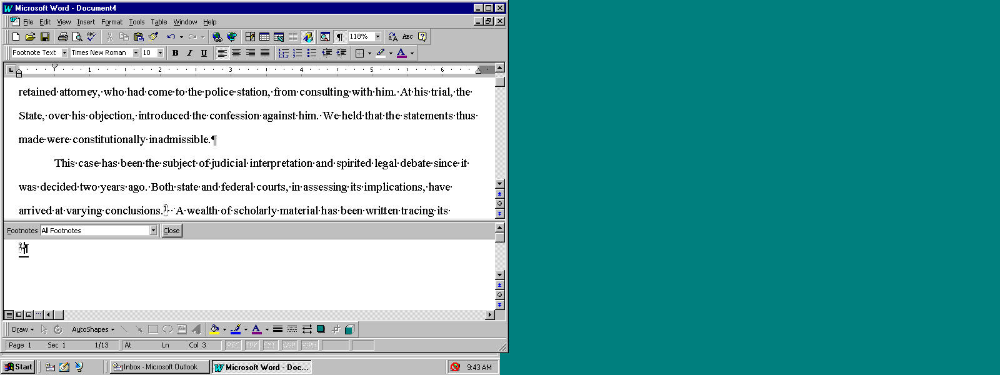 Microsoft Word - Document4
File Edit View Insert Format Tools Table Window Help
118%
Footnote Text Times New Roman 10 B I U
1 2 3 4 5 6
retained·attorney,·who·had·come·to·the·police·station,·from·consulting·with·him.·At·his·trial,·the·
State,·over·his·objection,·introduced·the·confession·against·him.·We·held·that·the·statements·thus·
made·were·constitutionally·inadmissible.¶
This·case·has·been·the·subject·of·judicial·interpretation·and·spirited·legal·debate·since·it·
was·decided·two·years·ago.·Both·state·and·federal·courts,·in·assessing·its·implications,·have·
arrived·at·varying·conclusions.1··A·wealth·of·scholarly·material·has·been·written·tracing·its·
Footnotes All Footnotes Close
¶
Draw AutoShapes
Page 1 Sec 1 1/13 At Ln Col 3 REC TRK EXT OVR WPH
Start Inbox - Microsoft Outlook Microsoft Word - Doc... 9:43 AM